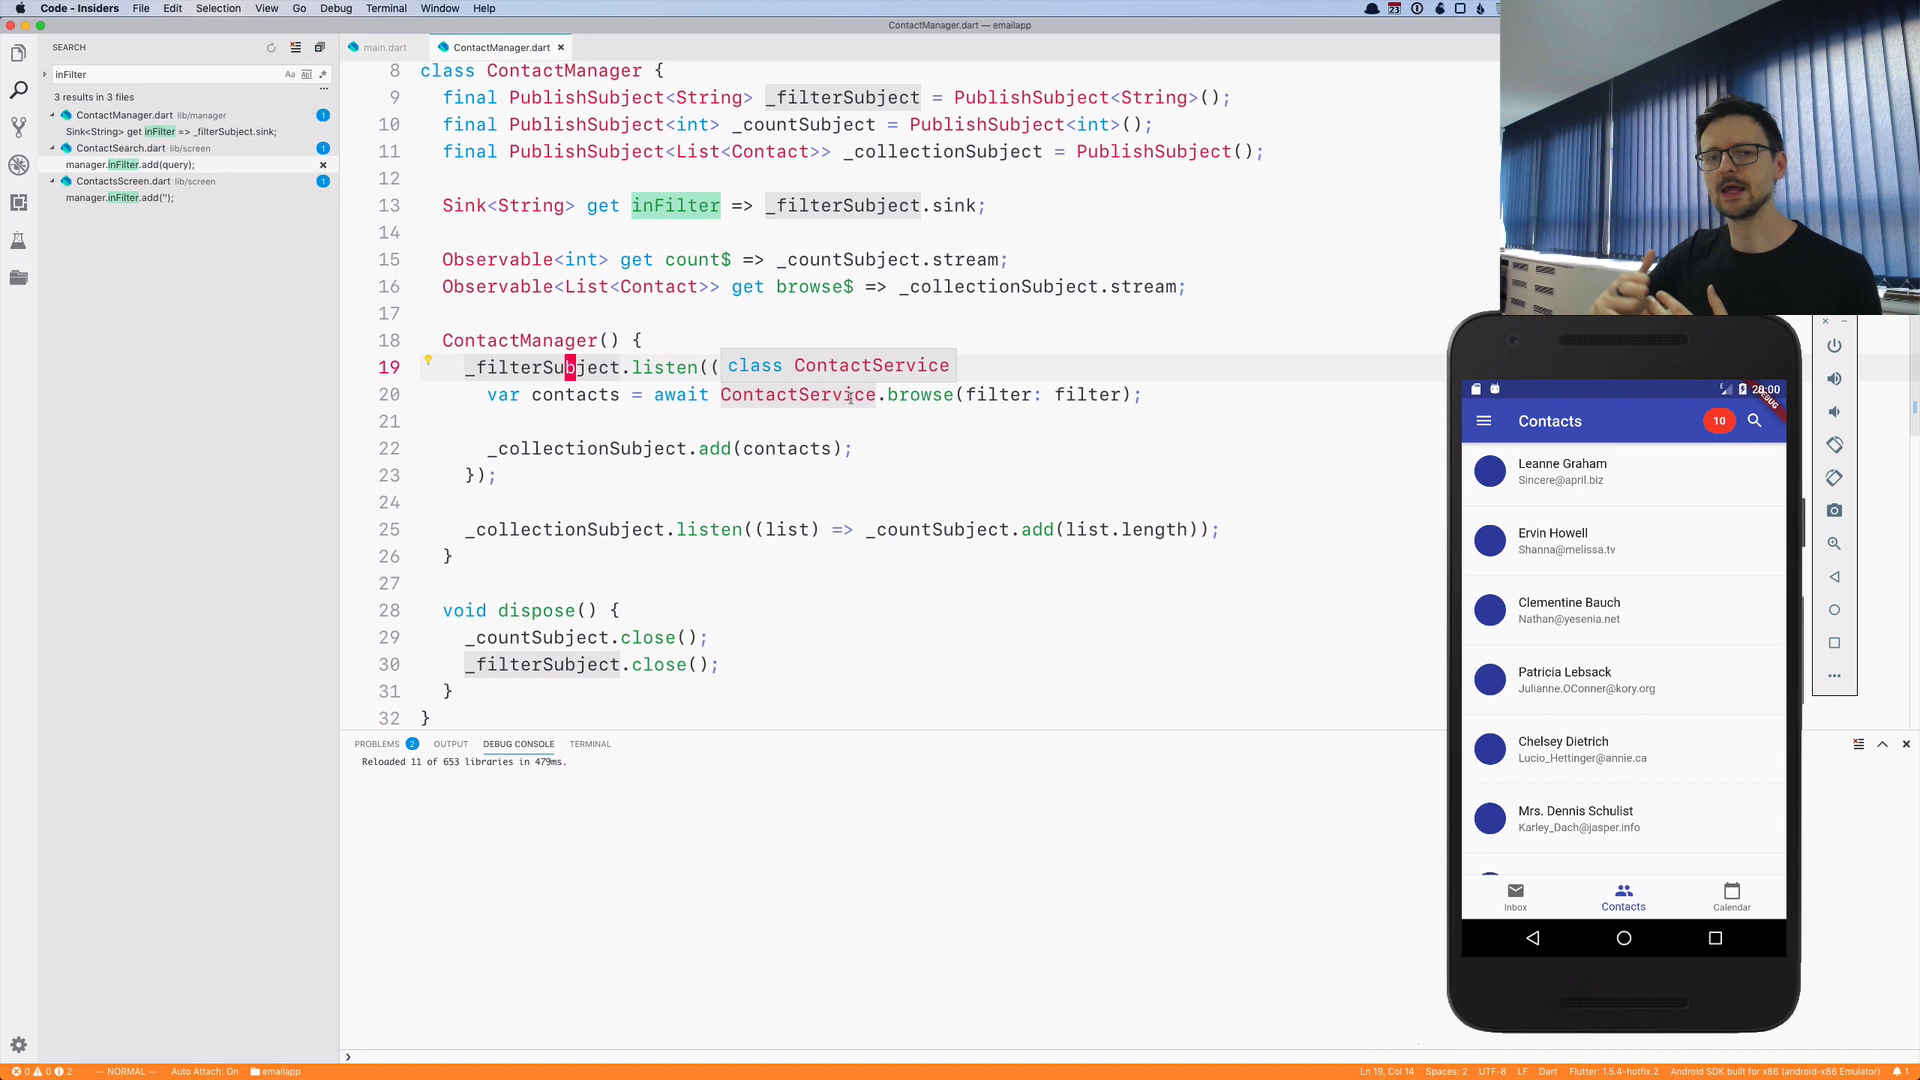 Code - Insiders File Edit Selection View Go Debug Terminal Window Help
23
ContactManager.dart — emailapp
SEARCH
inFilter
3 results in 3 files
ContactManager.dart lib/manager 1
Sink<String> get inFilter => _filterSubject.sink;
ContactSearch.dart lib/screen 1
manager.inFilter.add(query);
ContactsScreen.dart lib/screen 1
manager.inFilter.add('');
main.dart ContactManager.dart
8 class ContactManager {
9 final PublishSubject<String> _filterSubject = PublishSubject<String>();
10 final PublishSubject<int> _countSubject = PublishSubject<int>();
11 final PublishSubject<List<Contact>> _collectionSubject = PublishSubject();
12
13 Sink<String> get inFilter => _filterSubject.sink;
14
15 Observable<int> get count$ => _countSubject.stream;
16 Observable<List<Contact>> get browse$ => _collectionSubject.stream;
17
18 ContactManager() {
19 _filterSubject.listen((
class ContactService
20 var contacts = await ContactService.browse(filter: filter);
21
22 _collectionSubject.add(contacts);
23 });
24
25 _collectionSubject.listen((list) => _countSubject.add(list.length));
26 }
27
28 void dispose() {
29 _countSubject.close();
30 _filterSubject.close();
31 }
32 }
PROBLEMS 2 OUTPUT DEBUG CONSOLE TERMINAL
Reloaded 11 of 653 libraries in 479ms.
20:00
DEBUG
Contacts 10
Leanne Graham
Sincere@april.biz
Ervin Howell
Shanna@melissa.tv
Clementine Bauch
Nathan@yesenia.net
Patricia Lebsack
Julianne.OConner@kory.org
Chelsey Dietrich
Lucio_Hettinger@annie.ca
Mrs. Dennis Schulist
Karley_Dach@jasper.info
Inbox Contacts Calendar
0 0 2 -- NORMAL -- Auto Attach: On emailapp Ln 19, Col 14 Spaces: 2 UTF-8 LF Dart Flutter: 1.5.4-hotfix.2 Android SDK built for x86 (android-x86 Emulator) 1